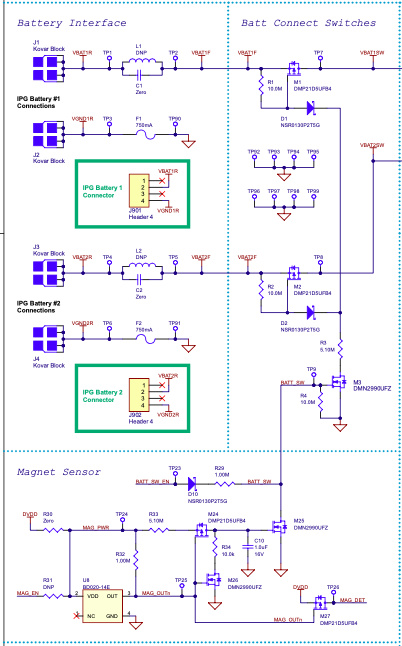 Battery Interface
Batt Connect Switches
J1
Kovar Block
VBAT1R
TP1
L1
DNP
TP2
VBAT1F
C1
Zero
VBAT1F
TP7
VBAT1SW
R1
10.0M
M1
DMP21D5UFB4
D1
NSR0130P2T5G
IPG Battery #1
Connections
VGND1R
TP3
F1
750mA
TP90
J2
Kovar Block
TP92
TP93
TP94
TP95
VBAT2SW
IPG Battery 1
Connector
VBAT1R
1
2
3
4
VGND1R
J901
Header 4
TP96
TP97
TP98
TP99
J3
Kovar Block
VBAT2R
TP4
L2
DNP
TP5
VBAT2F
C2
Zero
VBAT2F
TP8
R2
10.0M
M2
DMP21D5UFB4
D2
NSR0130P2T5G
IPG Battery #2
Connections
VGND2R
TP6
F2
750mA
TP91
J4
Kovar Block
R3
5.10M
TP9
BATT_SW
M3
DMN2990UFZ
R4
10.0M
IPG Battery 2
Connector
VBAT2R
1
2
3
4
VGND2R
J902
Header 4
Magnet Sensor
TP23
BATT_SW_EN
D10
NSR0130P2T5G
R29
1.00M
BATT_SW
DVDD
R30
Zero
MAG_PWR
TP24
R33
5.10M
M24
DMP21D5UFB4
M25
DMN2990UFZ
R32
1.00M
R34
10.0k
C10
1.0uF
16V
MAG_EN
R31
DNP
U8
BD020-14E
2
VDD
OUT
3
NC
GND
4
MAG_OUTn
TP25
M26
DMN2990UFZ
DVDD
TP26
MAG_DET
MAG_OUTn
M27
DMP21D5UFB4